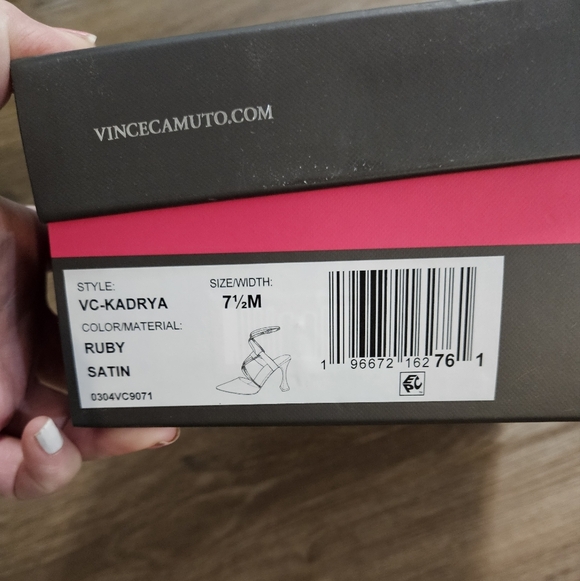 VINCECAMUTO.COM
STYLE:
VC-KADRYA
SIZE/WIDTH:
7½M
COLOR/MATERIAL:
RUBY
SATIN
0304VC9071
1 96672 162 76 1